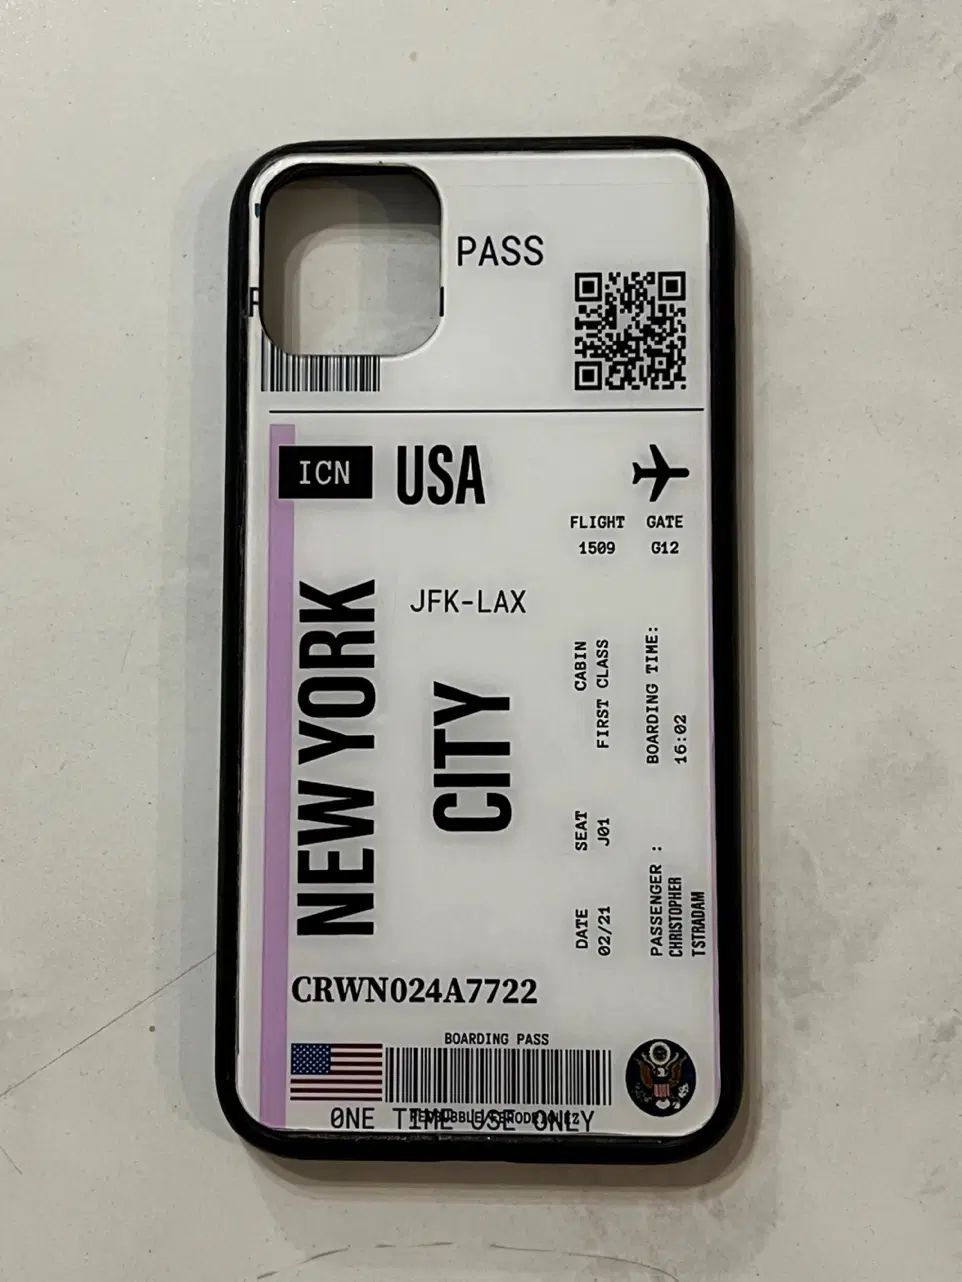 PASS
ICN
USA
FLIGHT GATE
1509 G12
JFK-LAX
NEW YORK
CITY
CABIN
FIRST CLASS
BOARDING TIME:
16:02
SEAT
J01
DATE
02/21
PASSENGER :
CHRISTOPHER
TSTRADAM
CRWN024A7722
BOARDING PASS
ONE TIME USE ONLY